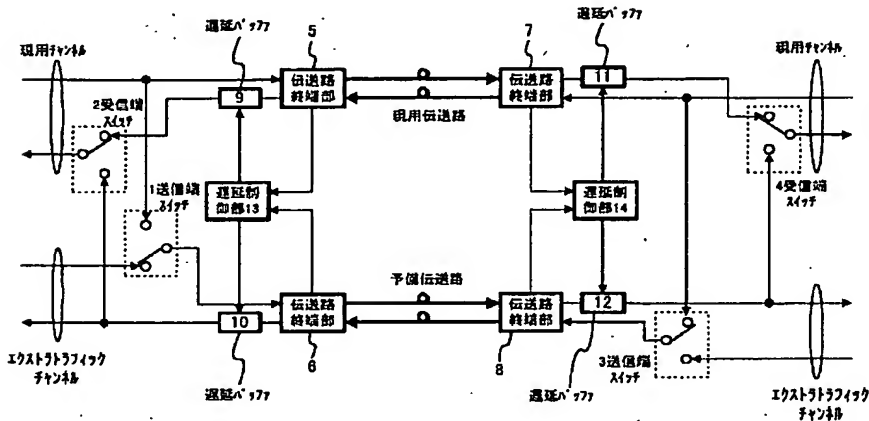 遅延バッファ
5
7
遅延バッファ
現用チャンネル
現用チャンネル
伝送路
終端部
伝送路
終端部
9
11
2受信端
スイッチ
現用伝送路
1送信端
スイッチ
遅延制
御部13
遅延制
御部14
4受信端
スイッチ
予備伝送路
伝送路
終端部
伝送路
終端部
10
12
エクストラトラフィック
チャンネル
6
8
3送信端
スイッチ
遅延バッファ
遅延バッファ
エクストラトラフィック
チャンネル